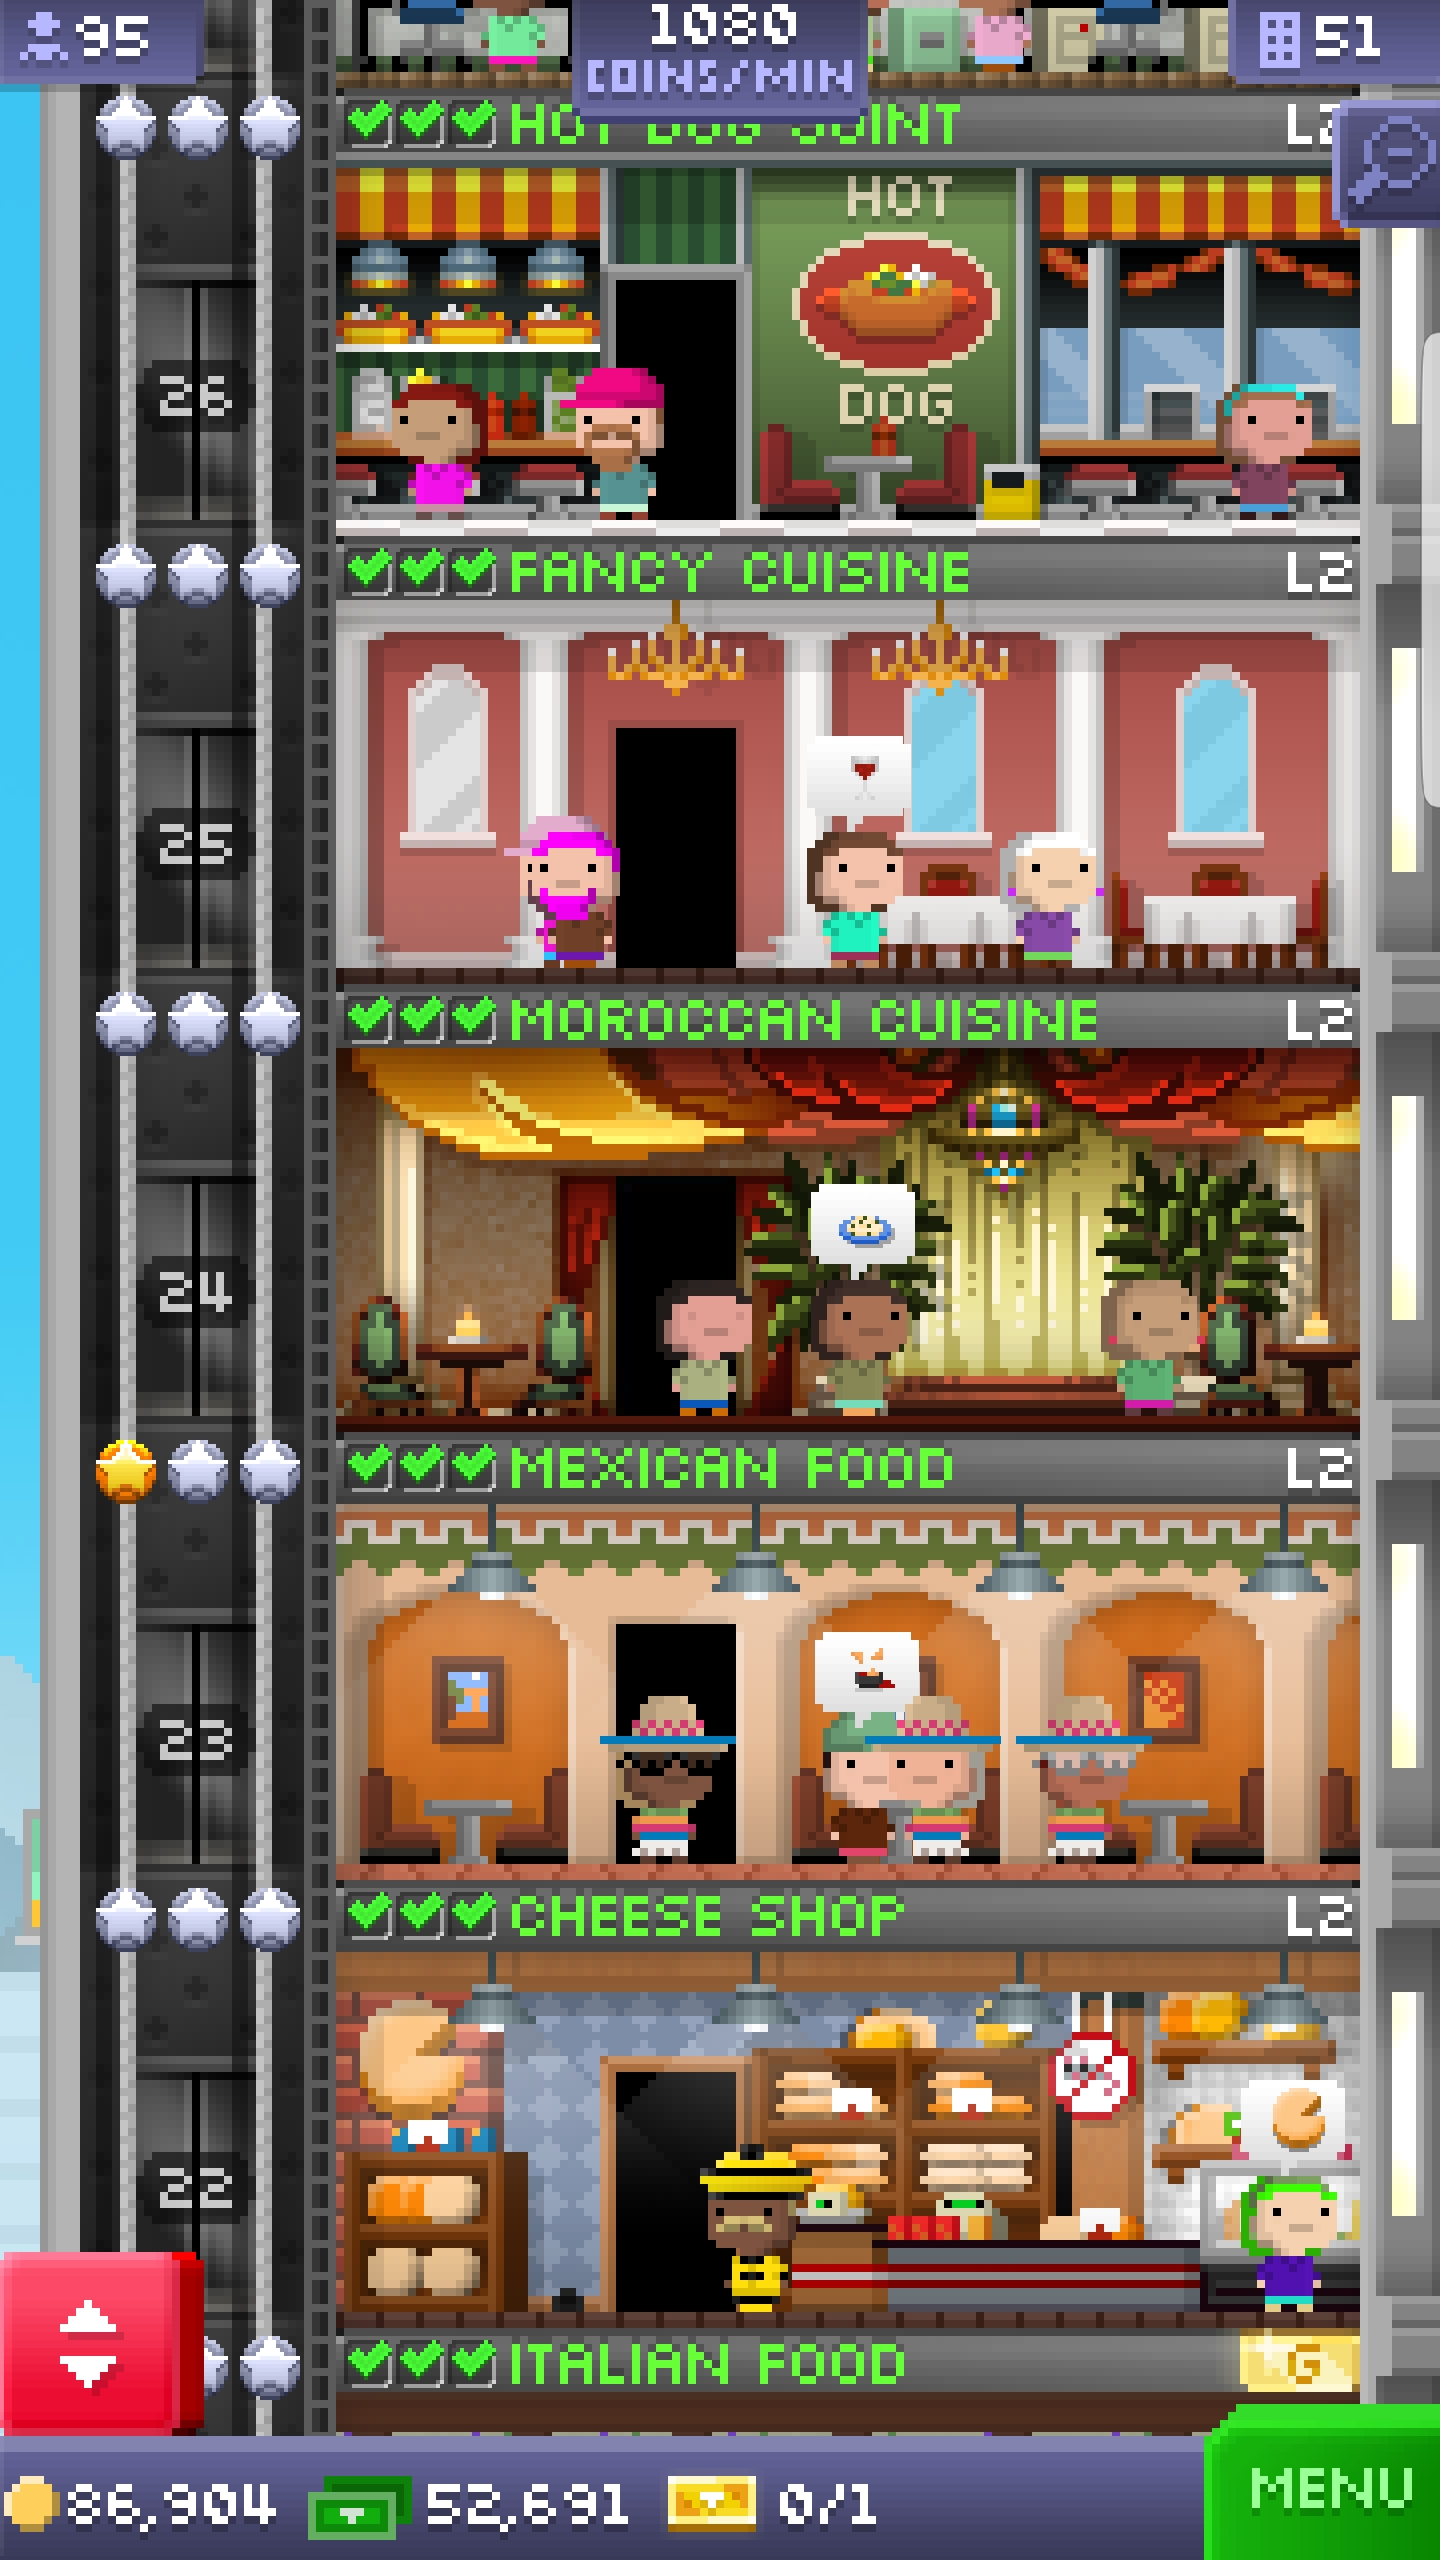 95
1080
COINS/MIN
51
HOT DOG JOINT L2
HOT
DOG
26
FANCY CUISINE L2
25
MOROCCAN CUISINE L2
24
MEXICAN FOOD L2
23
CHEESE SHOP L2
22
ITALIAN FOOD G
86,904 52,691 0/1
MENU